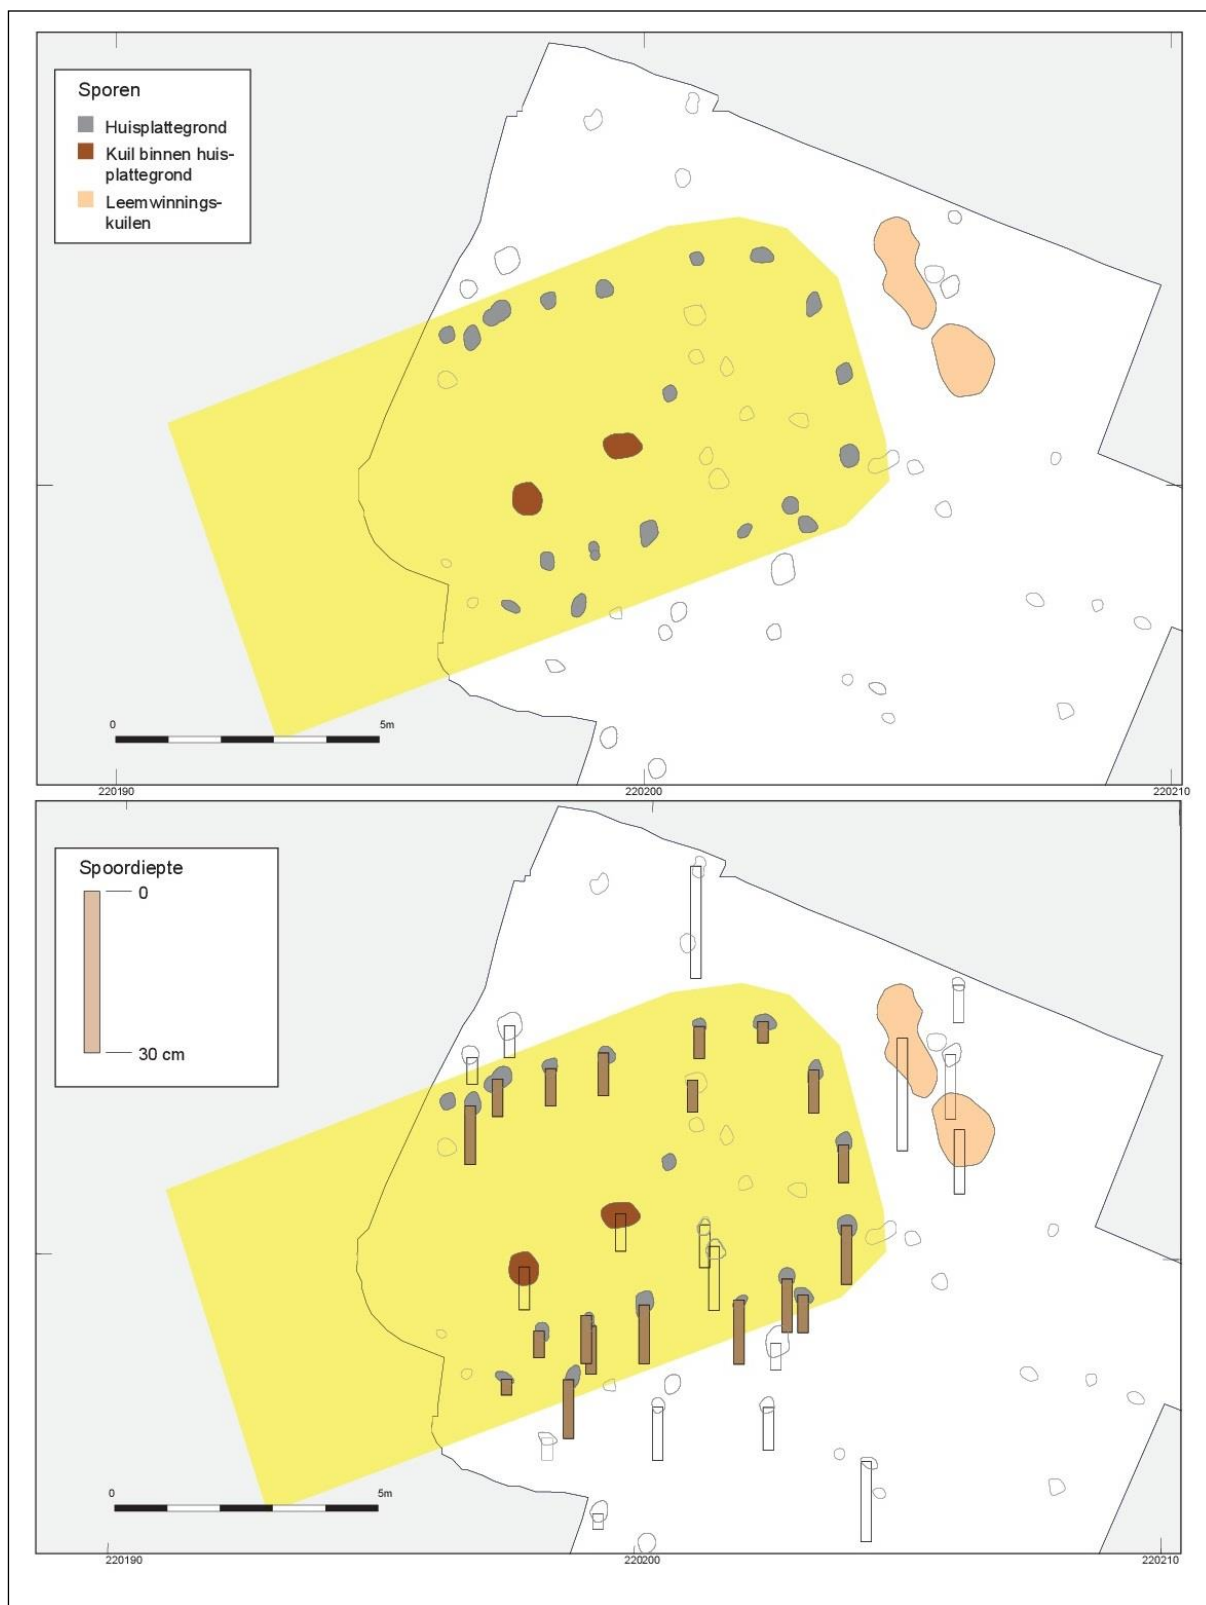 Sporen
Huisplattegrond
Kuil binnen huis-
plattegrond
Leemwinnings-
kuilen
0 5m
220190 220200 220210
Spoordiepte
0
30 cm
0 5m
220190 220200 220210